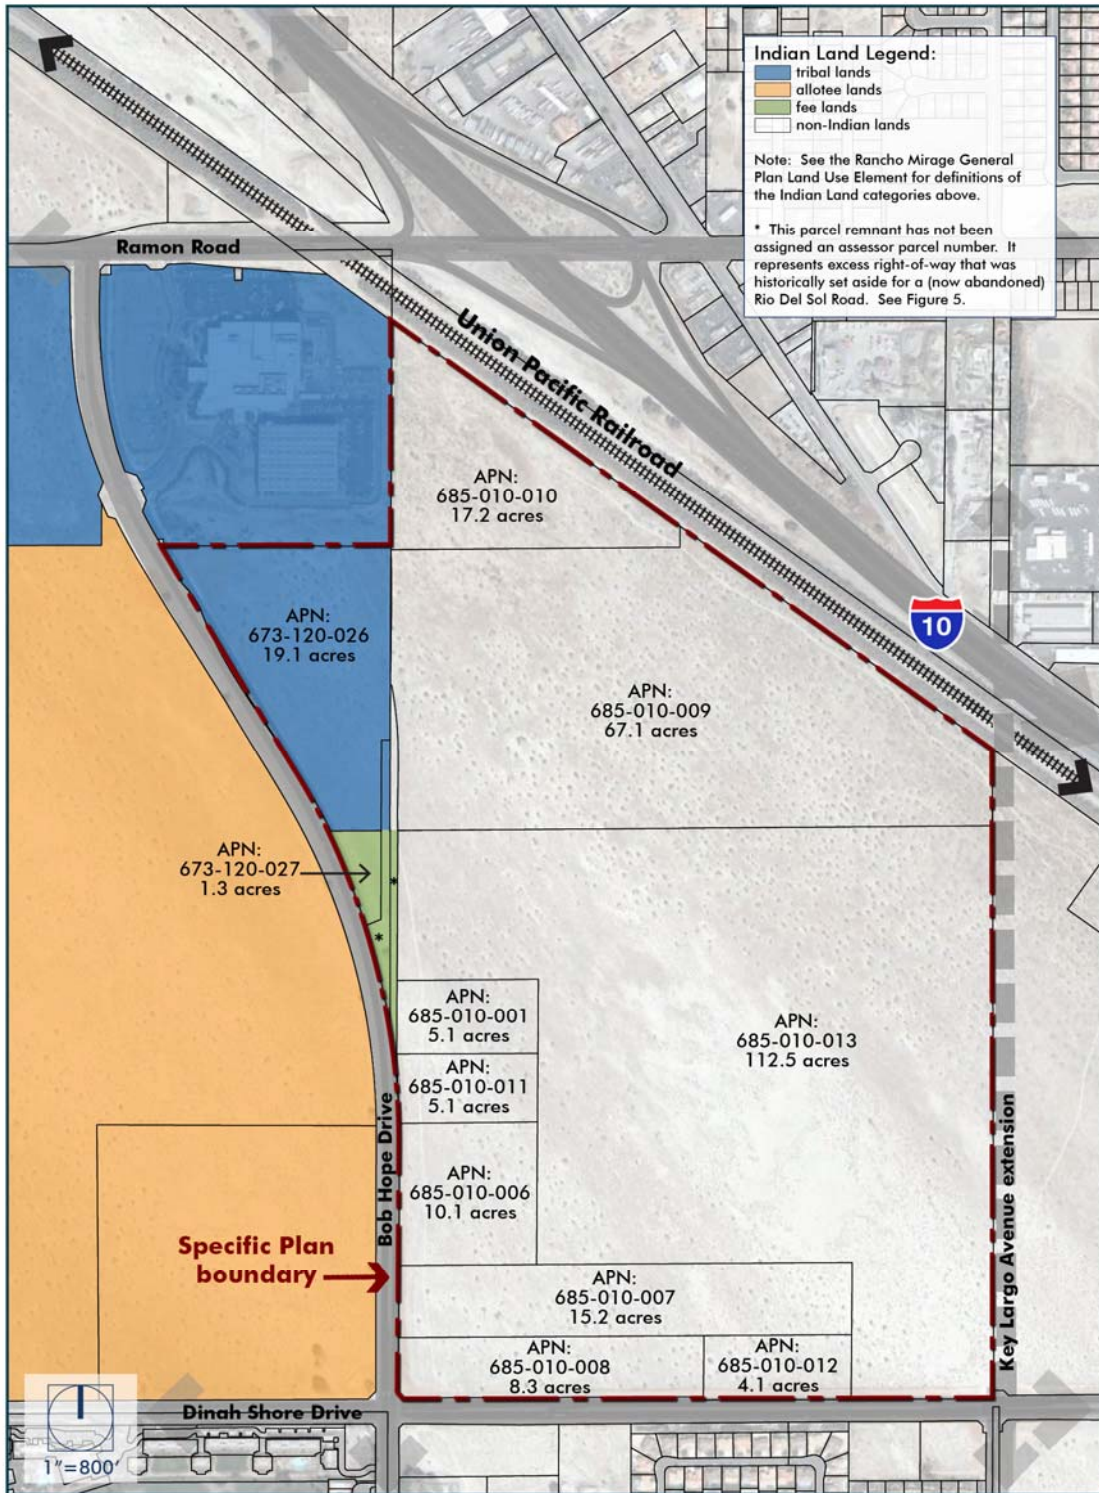 Indian Land Legend:
tribal lands
allotee lands
fee lands
non-Indian lands
Note: See the Rancho Mirage General
Plan Land Use Element for definitions of
the Indian Land categories above.
* This parcel remnant has not been
assigned an assessor parcel number. It
represents excess right-of-way that was
historically set aside for a (now abandoned)
Rio Del Sol Road. See Figure 5.
Ramon Road
Union Pacific Railroad
APN:
685-010-010
17.2 acres
APN:
673-120-026
19.1 acres
10
APN:
685-010-009
67.1 acres
APN:
673-120-027
1.3 acres
*
*
APN:
685-010-001
5.1 acres
APN:
685-010-013
112.5 acres
APN:
685-010-011
5.1 acres
Bob Hope Drive
Key Largo Avenue extension
APN:
685-010-006
10.1 acres
Specific Plan
boundary
APN:
685-010-007
15.2 acres
APN:
685-010-008
8.3 acres
APN:
685-010-012
4.1 acres
Dinah Shore Drive
1"=800'